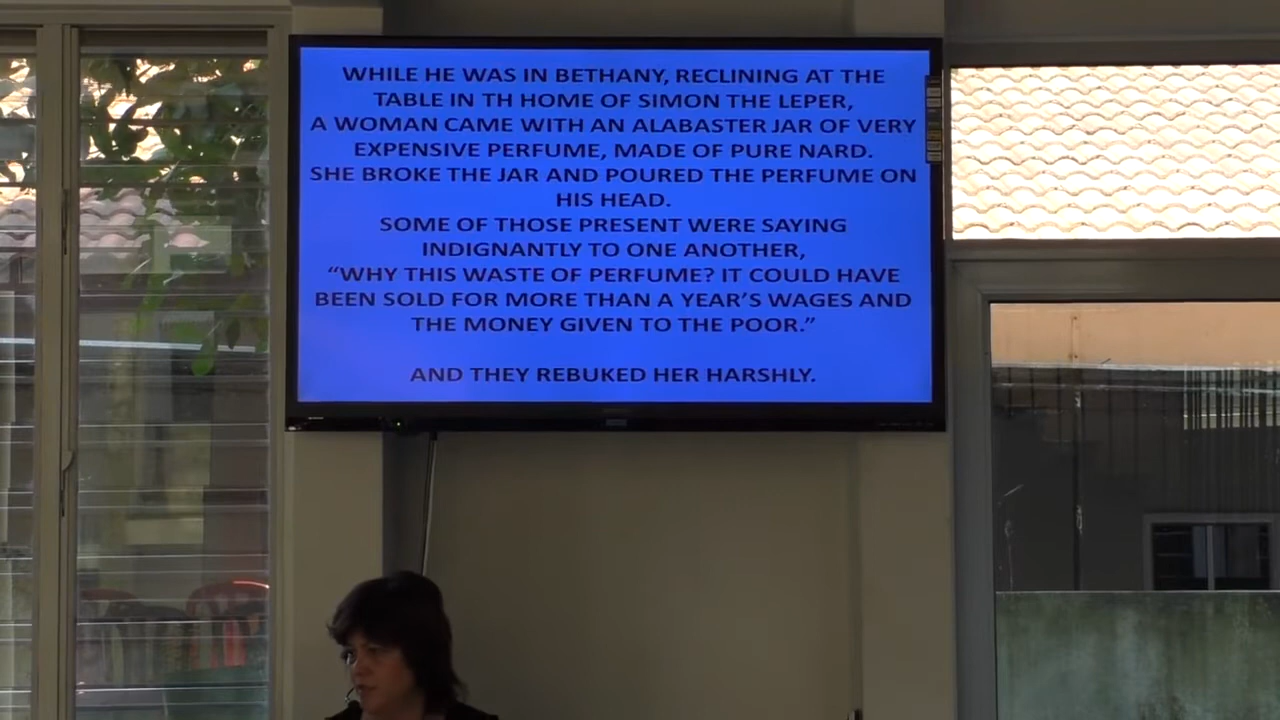 WHILE HE WAS IN BETHANY, RECLINING AT THE
TABLE IN TH HOME OF SIMON THE LEPER,
A WOMAN CAME WITH AN ALABASTER JAR OF VERY
EXPENSIVE PERFUME, MADE OF PURE NARD.
SHE BROKE THE JAR AND POURED THE PERFUME ON
HIS HEAD.
SOME OF THOSE PRESENT WERE SAYING
INDIGNANTLY TO ONE ANOTHER,
“WHY THIS WASTE OF PERFUME? IT COULD HAVE
BEEN SOLD FOR MORE THAN A YEAR’S WAGES AND
THE MONEY GIVEN TO THE POOR.”
AND THEY REBUKED HER HARSHLY.